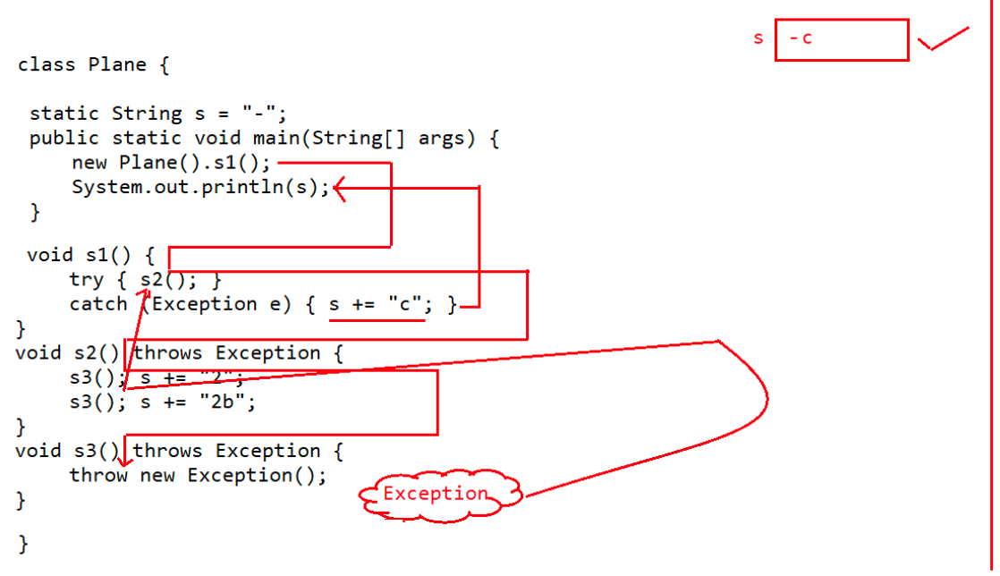 s -c
class Plane {
static String s = "-";
public static void main(String[] args) {
new Plane().s1();
System.out.println(s);
}
void s1() {
try { s2(); }
catch (Exception e) { s += "c"; }
}
void s2() throws Exception {
s3(); s += "2";
s3(); s += "2b";
}
void s3() throws Exception {
throw new Exception();
Exception
}
}